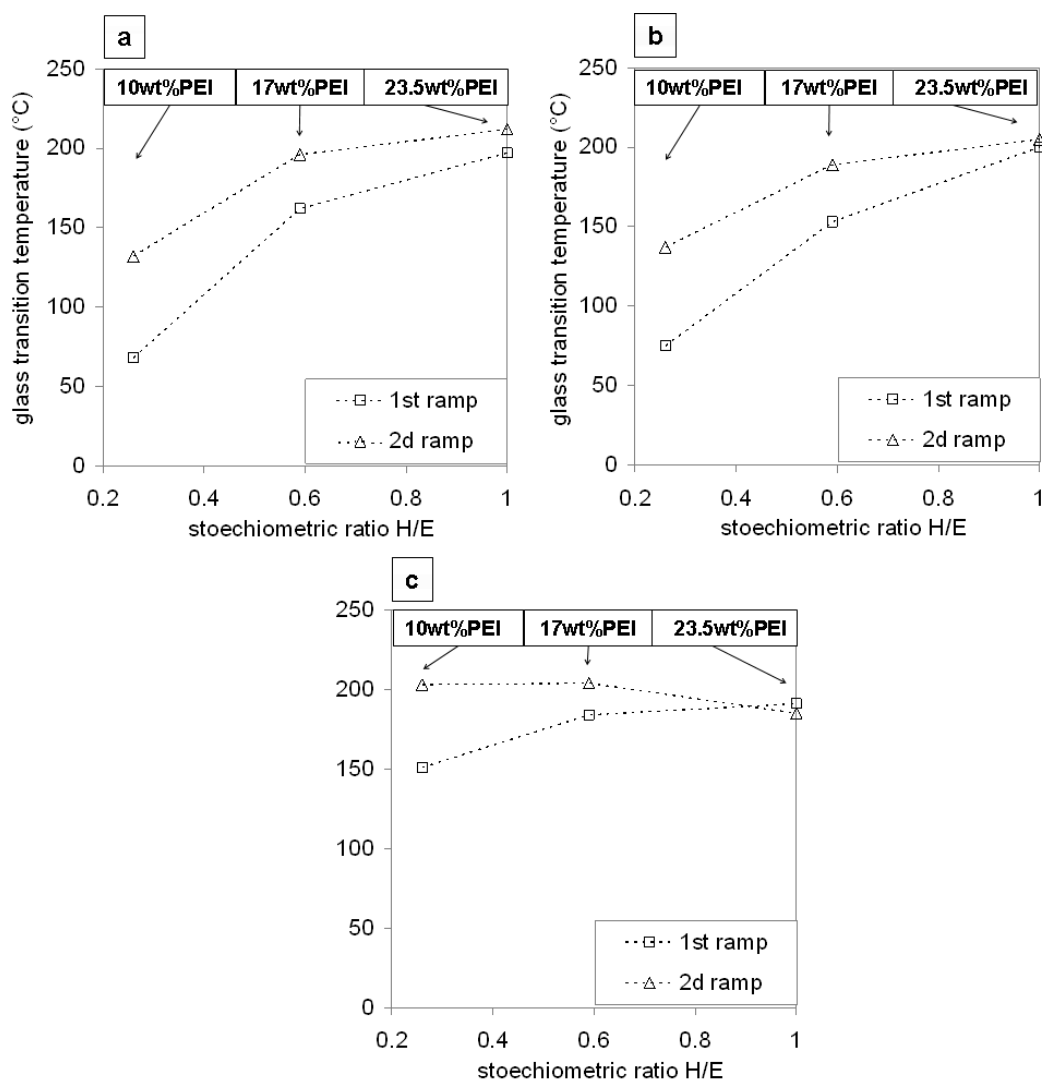 a
250
10wt%PEI 17wt%PEI 23.5wt%PEI
200
150
100
50
0
glass transition temperature (°C)
1st ramp
2d ramp
0.2 0.4 0.6 0.8 1
stoechiometric ratio H/E
b
250
10wt%PEI 17wt%PEI 23.5wt%PEI
200
150
100
50
0
glass transition temperature (°C)
1st ramp
2d ramp
0.2 0.4 0.6 0.8 1
stoechiometric ratio H/E
c
250
10wt%PEI 17wt%PEI 23.5wt%PEI
200
150
100
50
0
glass transition temperature (°C)
1st ramp
2d ramp
0.2 0.4 0.6 0.8 1
stoechiometric ratio H/E